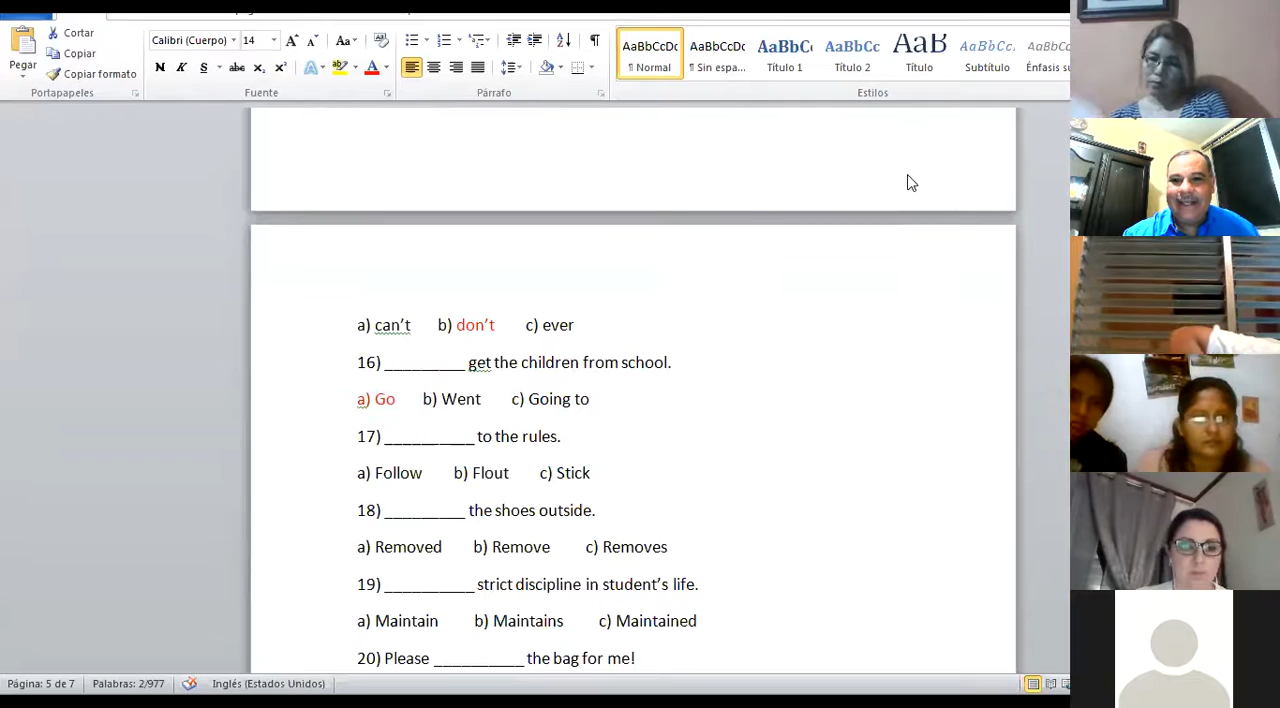 Cortar
Copiar
Copiar formato
Pegar
Portapapeles
Calibri (Cuerpo) 14
N K S abc x₂ x²
Fuente
Párrafo
AaBbCcDc AaBbCcDc AaBbC AaBbCc AaB AaBbCc. AaBbCc
¶ Normal ¶ Sin espa... Título 1 Título 2 Título Subtítulo Énfasis su
Estilos
a) can't b) don't c) ever
16) _________ get the children from school.
a) Go b) Went c) Going to
17) __________ to the rules.
a) Follow b) Flout c) Stick
18) _________ the shoes outside.
a) Removed b) Remove c) Removes
19) __________ strict discipline in student's life.
a) Maintain b) Maintains c) Maintained
20) Please __________ the bag for me!
Página: 5 de 7 Palabras: 2/977 Inglés (Estados Unidos)